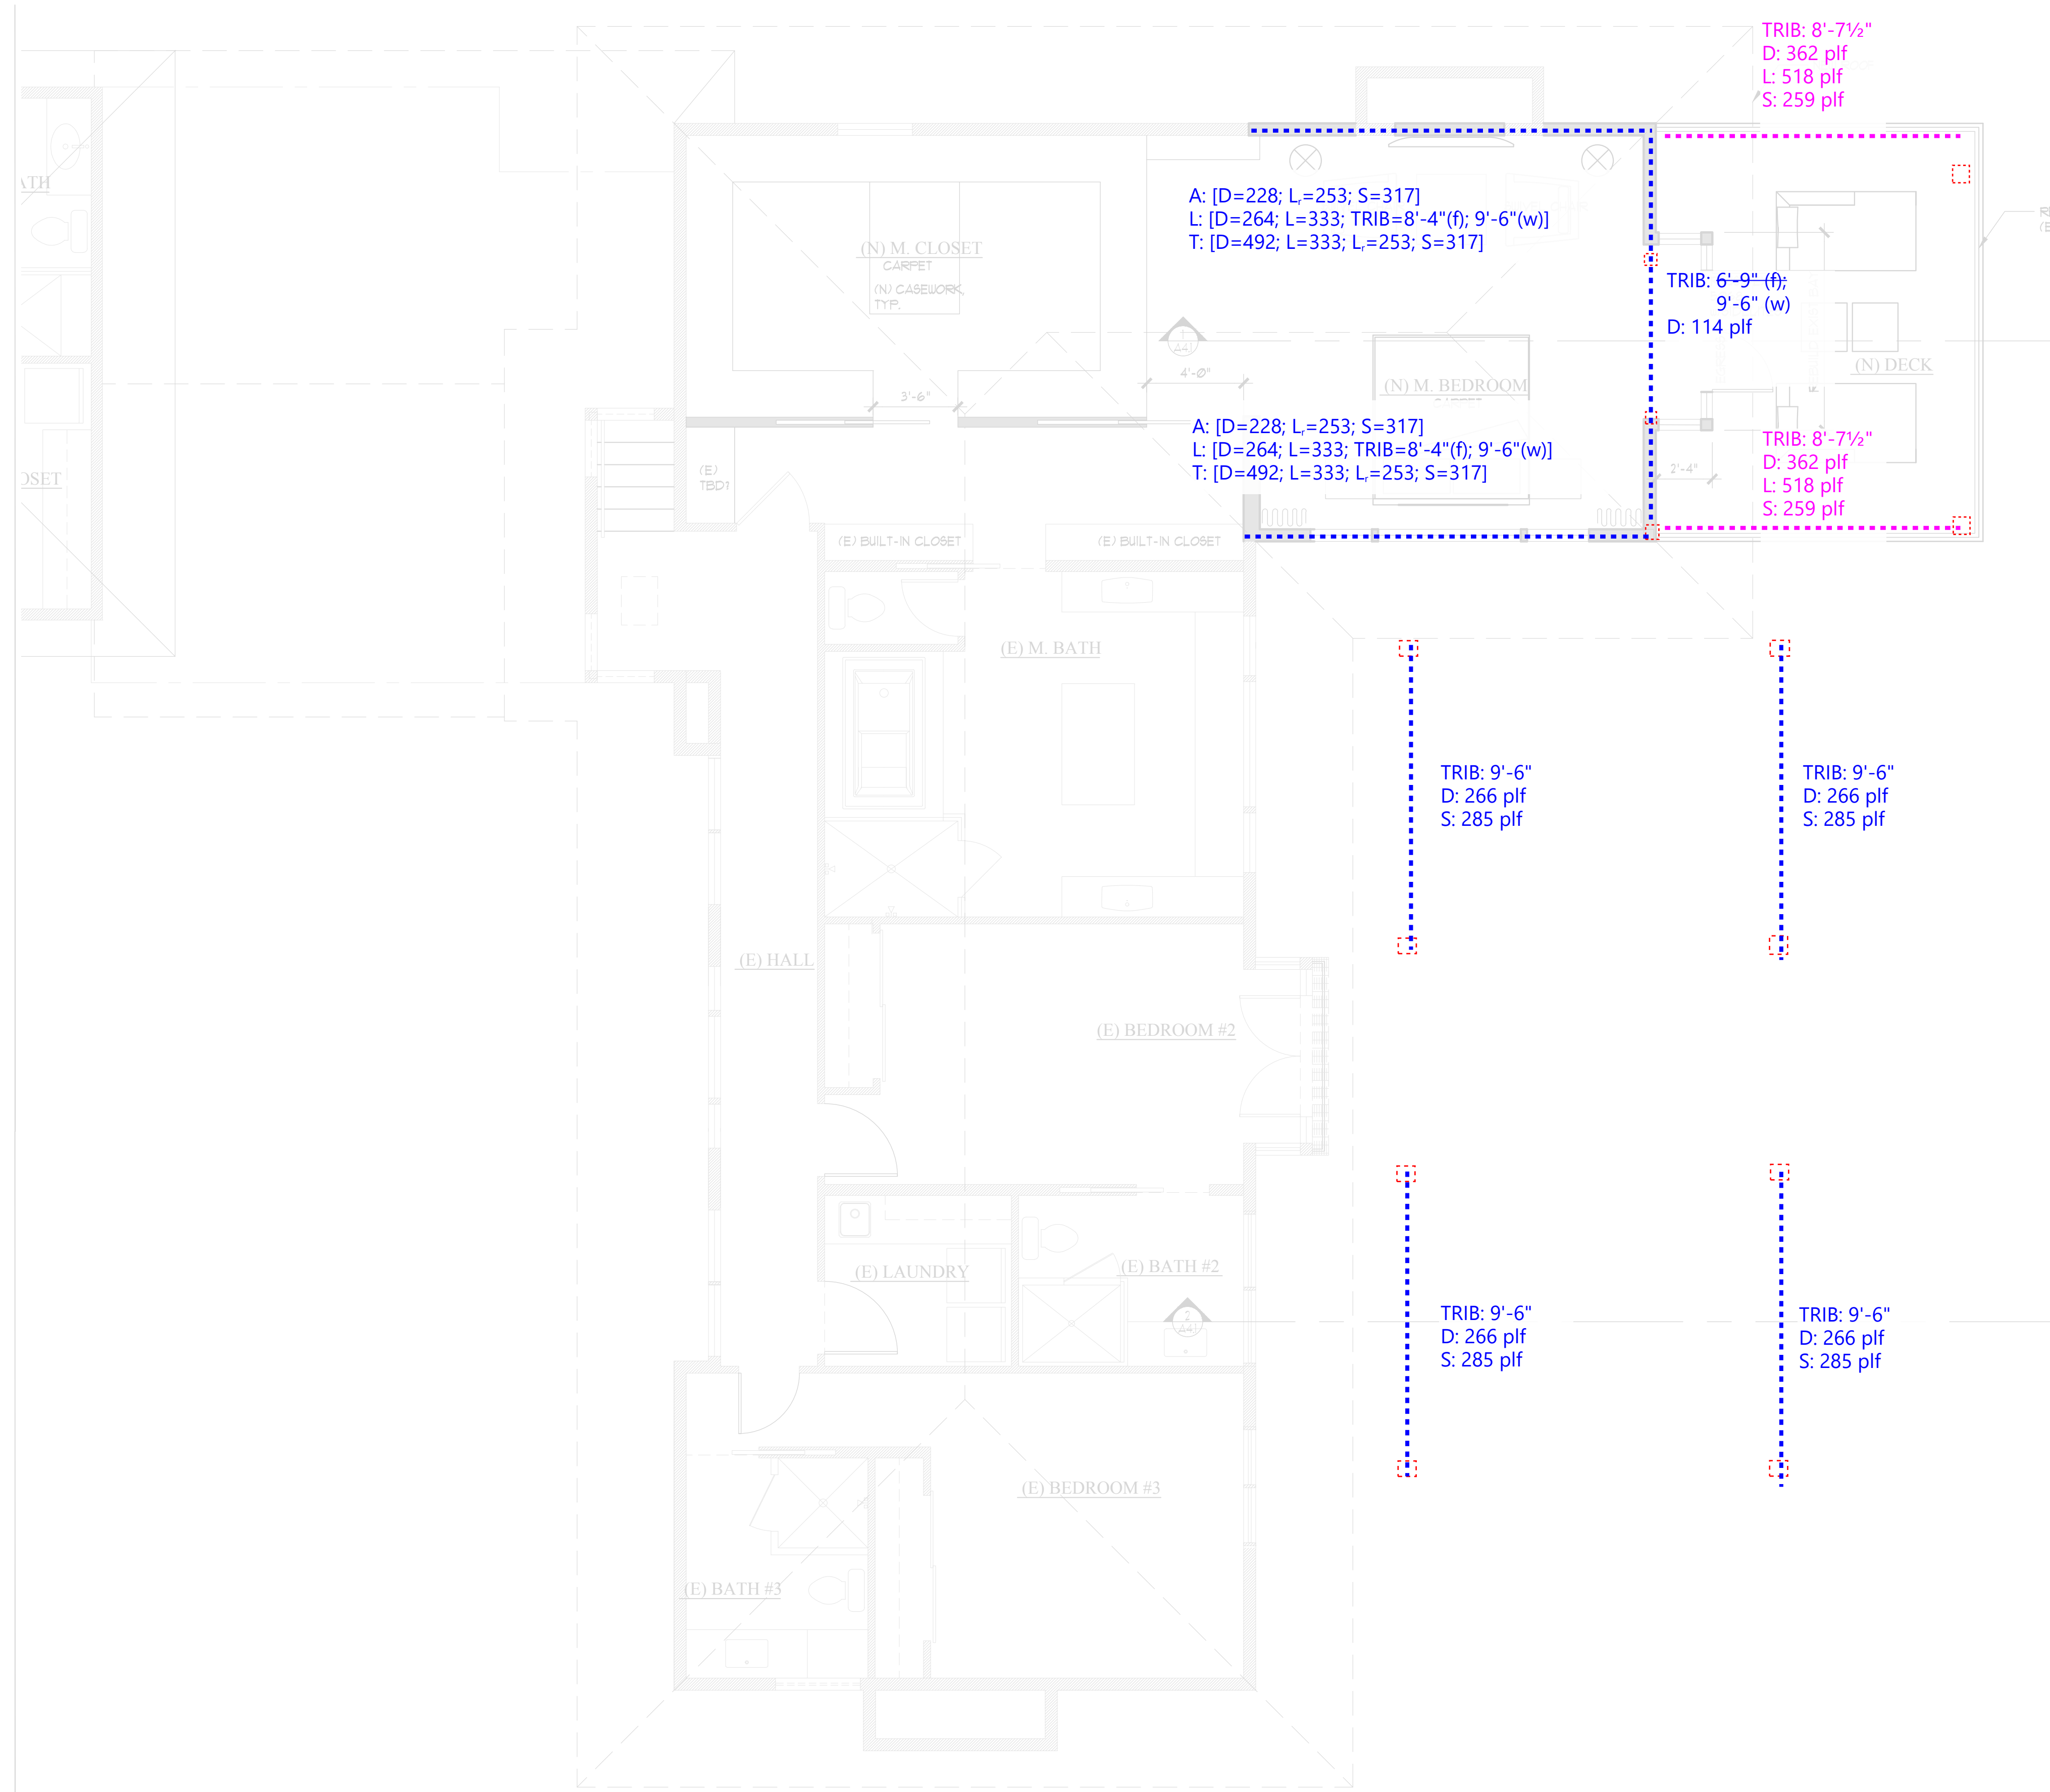 TRIB: 8'-7½"
D: 362 plf
L: 518 plf
S: 259 plf
A: [D=228; Lr=253; S=317]
L: [D=264; L=333; TRIB=8'-4"(f); 9'-6"(w)]
T: [D=492; L=333; Lr=253; S=317]
(N) M. CLOSET
CARPET
(N) CASEWORK,
TYP.
TRIB: 6'-9" (f);
9'-6" (w)
D: 114 plf
1
A4.1
(N) DECK
4'-0"
3'-6"
(N) M. BEDROOM
A: [D=228; Lr=253; S=317]
L: [D=264; L=333; TRIB=8'-4"(f); 9'-6"(w)]
T: [D=492; L=333; Lr=253; S=317]
TRIB: 8'-7½"
D: 362 plf
L: 518 plf
S: 259 plf
2'-4"
(E)
TBD?
(E) BUILT-IN CLOSET
(E) BUILT-IN CLOSET
(E) M. BATH
TRIB: 9'-6"
D: 266 plf
S: 285 plf
TRIB: 9'-6"
D: 266 plf
S: 285 plf
(E) HALL
(E) BEDROOM #2
(E) LAUNDRY
(E) BATH #2
2
A4.1
TRIB: 9'-6"
D: 266 plf
S: 285 plf
TRIB: 9'-6"
D: 266 plf
S: 285 plf
(E) BEDROOM #3
(E) BATH #3